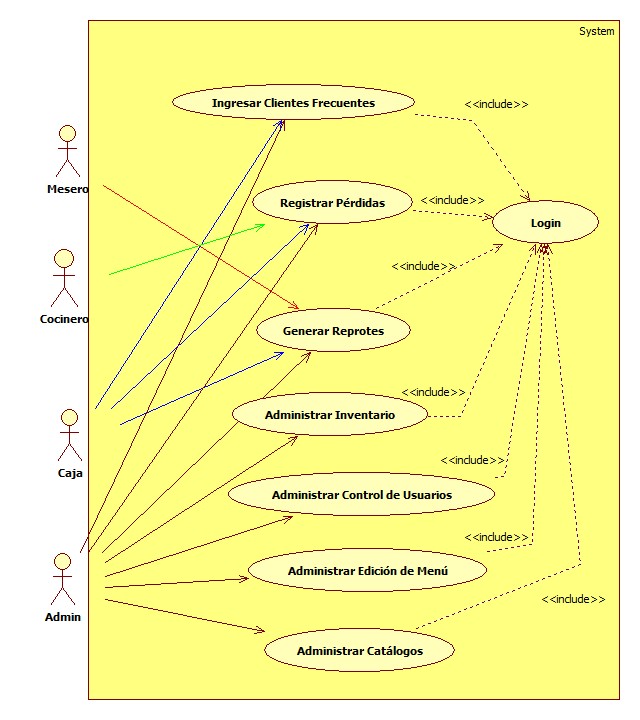 System
Ingresar Clientes Frecuentes
<<include>>
Mesero
Registrar Pérdidas
<<include>>
Login
<<include>>
Cocinero
Generar Reprotes
<<include>>
Administrar Inventario
Caja
<<include>>
Administrar Control de Usuarios
<<include>>
Administrar Edición de Menú
<<include>>
Admin
Administrar Catálogos